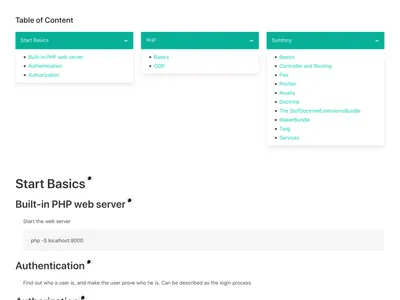 Table of Content
Start Basics
Built-in PHP web server
Authentication
Authorization
PHP
Basics
OOP
Symfony
Basics
Controller and Routing
Flex
Profiler
Assets
Doctrine
The StofDoctrineExtensionsBundle
MakerBundle
Twig
Services
Start Basics
Built-in PHP web server
Start the web server
php -S localhost:8000
Authentication
Find out who a user is, and make the user prove who he is. Can be described as the login process.
Authorization